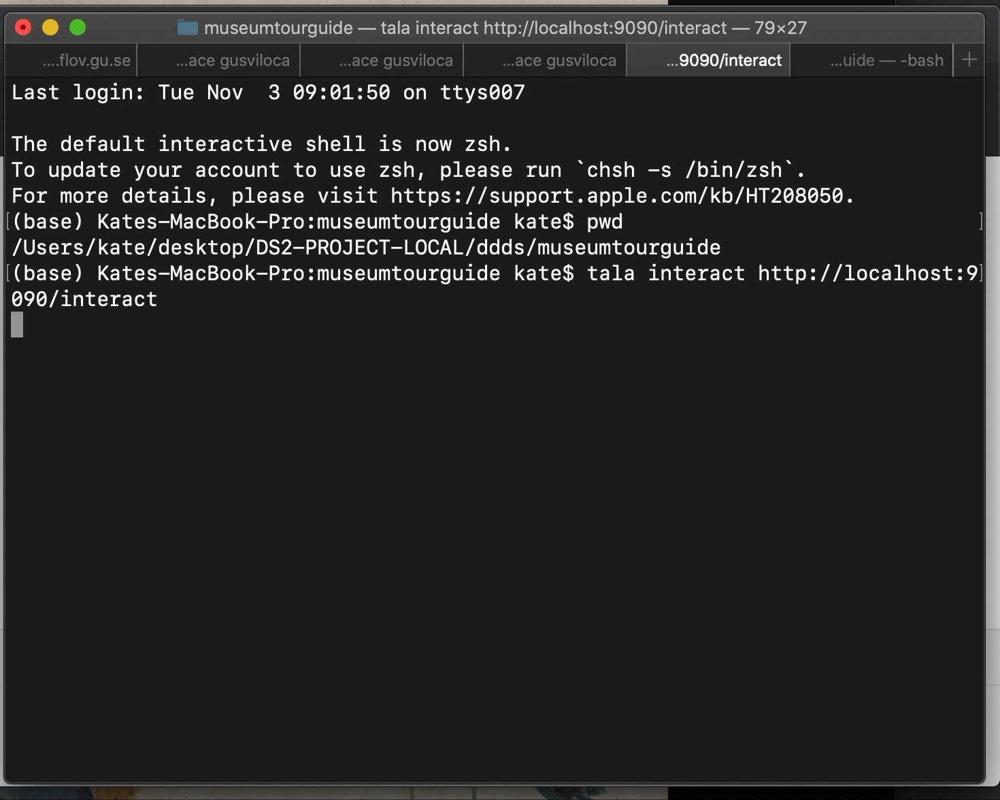 museumtourguide — tala interact http://localhost:9090/interact — 79×27
....flov.gu.se ...ace gusviloca ...ace gusviloca ...ace gusviloca ...9090/interact ...uide — -bash +
Last login: Tue Nov  3 09:01:50 on ttys007
The default interactive shell is now zsh.
To update your account to use zsh, please run `chsh -s /bin/zsh`.
For more details, please visit https://support.apple.com/kb/HT208050.
[(base) Kates-MacBook-Pro:museumtourguide kate$ pwd ]
/Users/kate/desktop/DS2-PROJECT-LOCAL/ddds/museumtourguide
[(base) Kates-MacBook-Pro:museumtourguide kate$ tala interact http://localhost:9]
090/interact